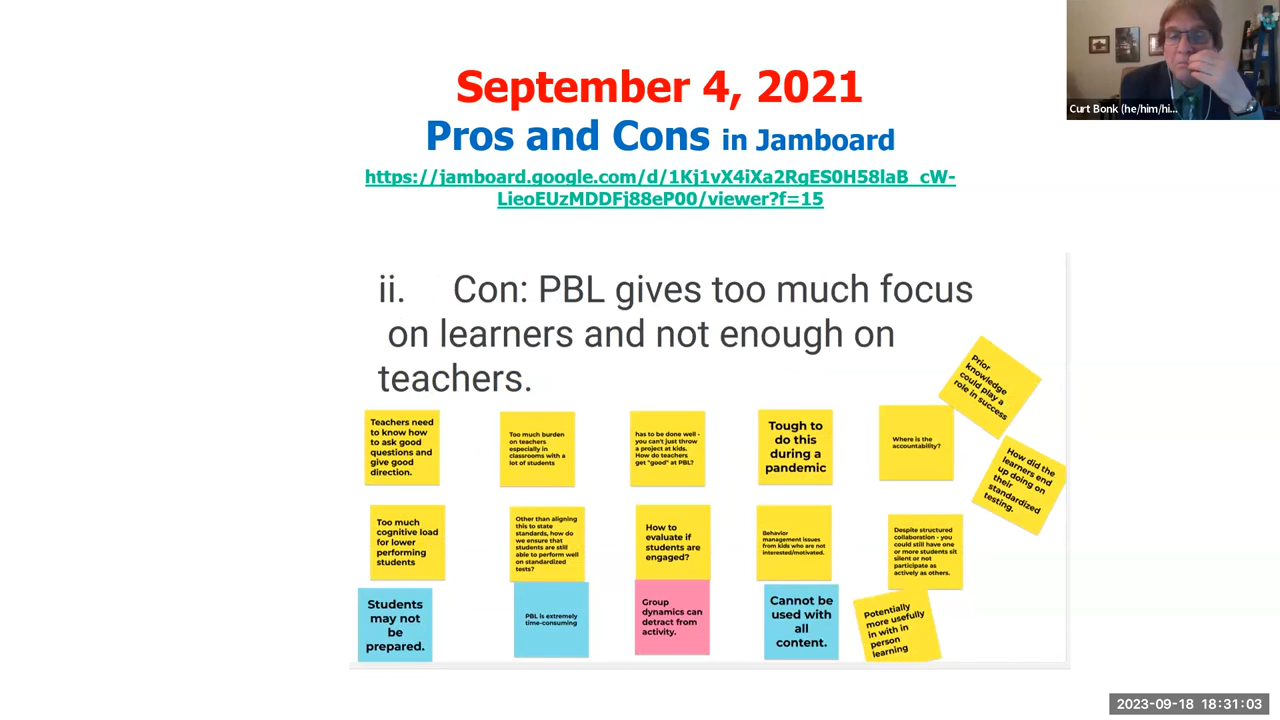 September 4, 2021
Pros and Cons in Jamboard
https://jamboard.google.com/d/1Kj1vX4iXa2RgES0H58laB_cW-
LieoEUzMDDFj88eP00/viewer?f=15
Curt Bonk (he/him/hi...
ii. Con: PBL gives too much focus
on learners and not enough on
teachers.
Prior
knowledge
could play a
role in success
Teachers need
to know how
to ask good
questions and
give good
direction.
Too much burden
on teachers
especially in
classrooms with a
lot of students
has to be done well -
you can't just throw
a project at kids.
How do teachers
get "good" at PBL?
Tough to
do this
during a
pandemic
Where is the
accountability?
How did the
learners end
up doing on
their
standardized
testing.
Too much
cognitive load
for lower
performing
students
Other than aligning
this to state
standards, how do
we ensure that
students are still
able to perform well
on standardized
tests?
How to
evaluate if
students are
engaged?
Behavior
management issues
from kids who are not
interested/motivated.
Despite structured
collaboration - you
could still have one
or more students sit
silent or not
participate as
actively as others.
Students
may not
be
prepared.
PBL is extremely
time-consuming
Group
dynamics can
detract from
activity.
Cannot be
used with
all
content.
Potentially
more usefully
in with in
person
learning
2023-09-18 18:31:03